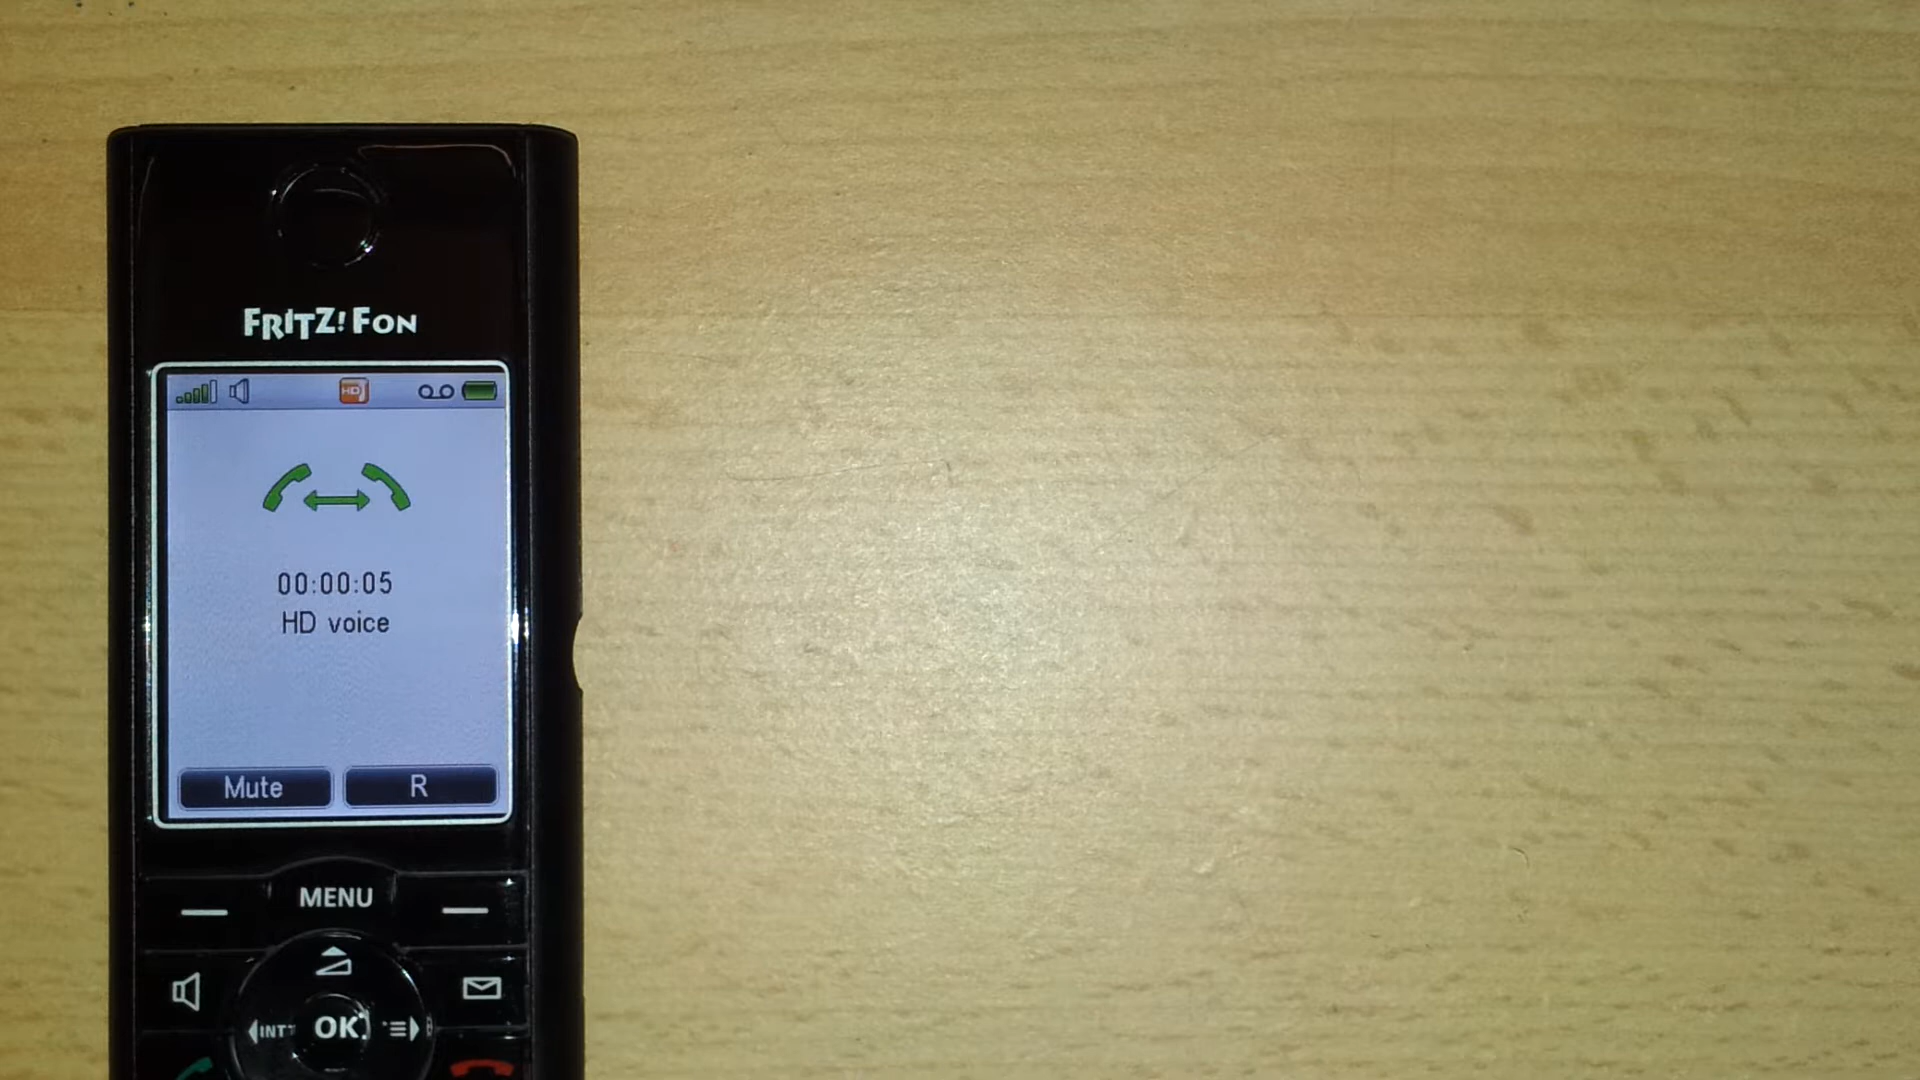 FRITZ! FON
HD
00:00:05
HD voice
Mute R
MENU
INT
OK